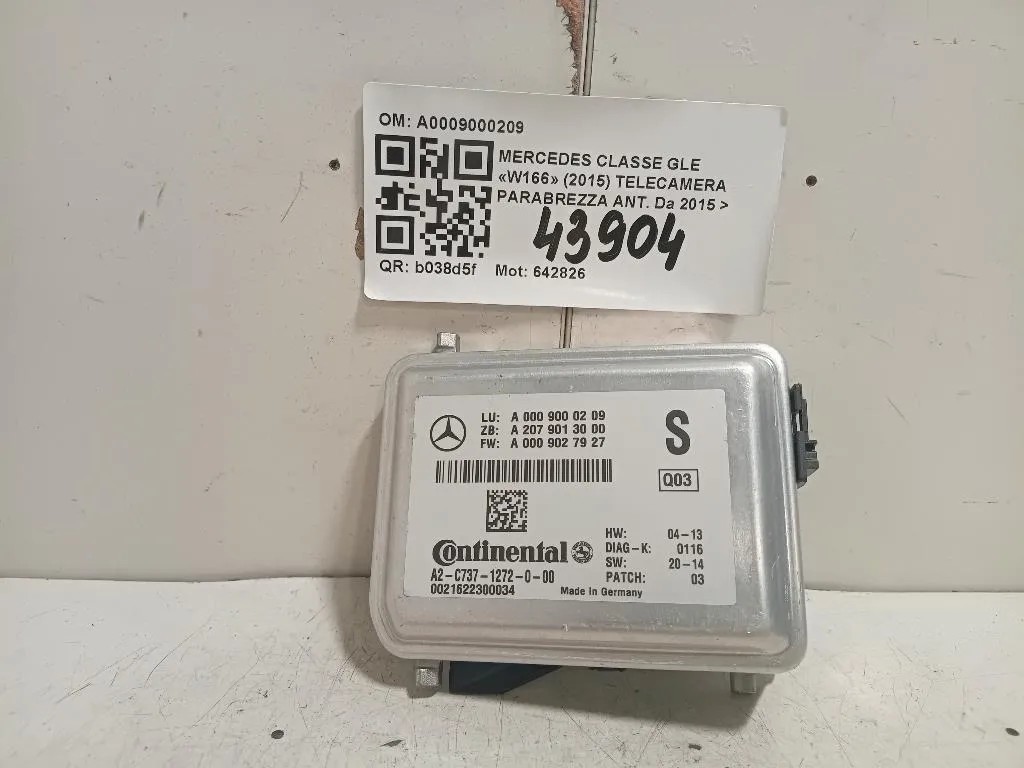 OM: A0009000209
MERCEDES CLASSE GLE
«W166» (2015) TELECAMERA
PARABREZZA ANT. Da 2015 >
43904
QR: b038d5f Mot: 642826
LU: A 000 900 02 09
ZB: A 207 901 30 00
FW: A 000 902 79 27
S
Q03
Continental
A2-C737-1272-0-00
0021622300034
HW: 04-13
DIAG-K: 0116
SW: 20-14
PATCH: 03
Made in Germany